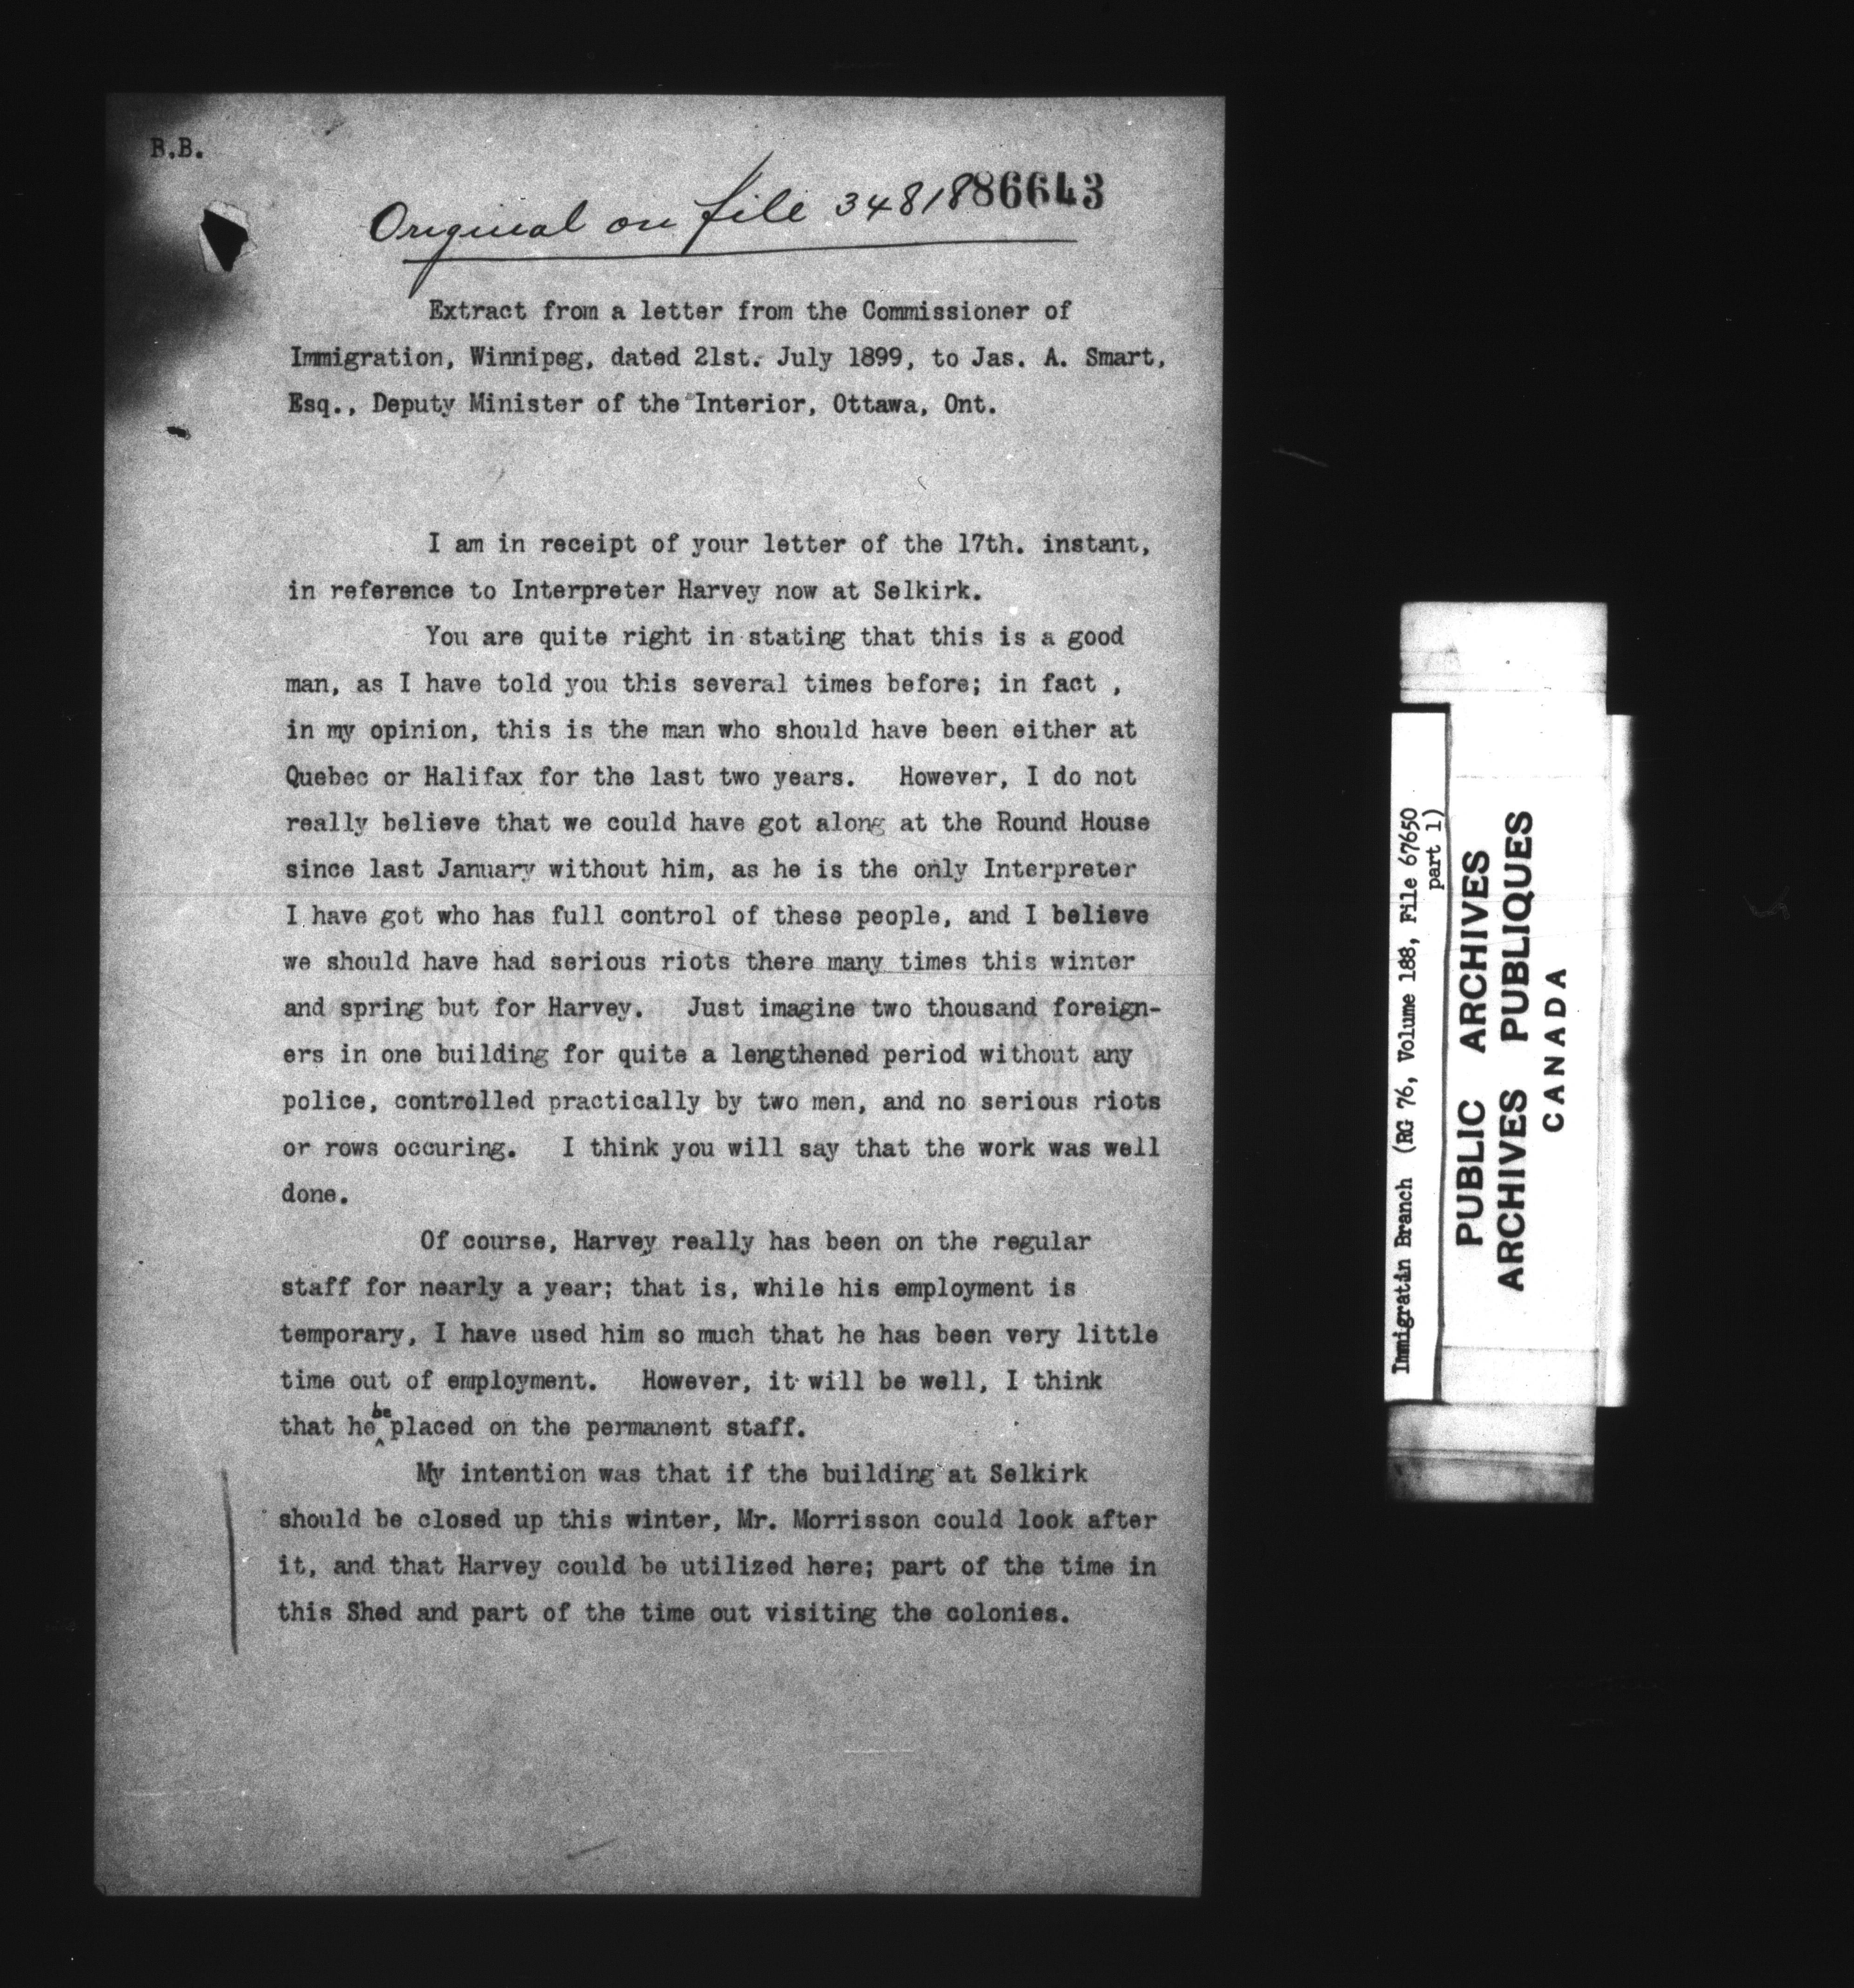 B.B.
Original on file 34818 86643
Extract from a letter from the Commissioner of
Immigration, Winnipeg, dated 21st. July 1899, to Jas. A. Smart,
Esq., Deputy Minister of the Interior, Ottawa, Ont.
I am in receipt of your letter of the 17th. instant,
in reference to Interpreter Harvey now at Selkirk.
You are quite right in stating that this is a good
man, as I have told you this several times before; in fact ,
in my opinion, this is the man who should have been either at
Quebec or Halifax for the last two years. However, I do not
really believe that we could have got along at the Round House
since last January without him, as he is the only Interpreter
I have got who has full control of these people, and I believe
we should have had serious riots there many times this winter
and spring but for Harvey. Just imagine two thousand foreign-
ers in one building for quite a lengthened period without any
police, controlled practically by two men, and no serious riots
or rows occuring. I think you will say that the work was well
done.
Of course, Harvey really has been on the regular
staff for nearly a year; that is, while his employment is
temporary, I have used him so much that he has been very little
time out of employment. However, it will be well, I think
that he be placed on the permanent staff.
My intention was that if the building at Selkirk
should be closed up this winter, Mr. Morrisson could look after
it, and that Harvey could be utilized here; part of the time in
this Shed and part of the time out visiting the colonies.
Immigratin Branch (RG 76, Volume 188, File 67650
part 1)
PUBLIC ARCHIVES
ARCHIVES PUBLIQUES
CANADA